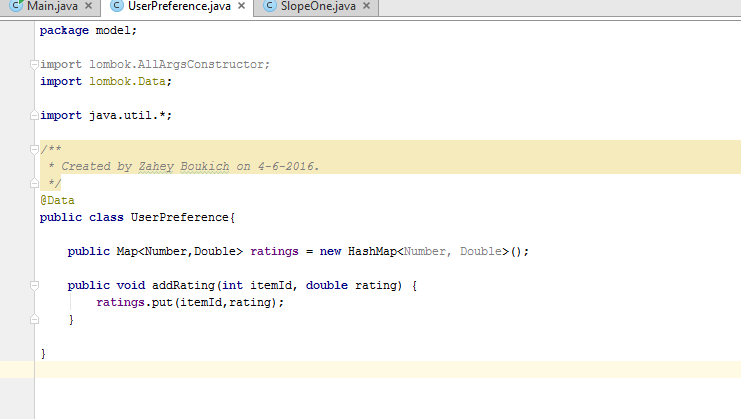 Main.java
UserPreference.java
SlopeOne.java
package model;
import lombok.AllArgsConstructor;
import lombok.Data;
import java.util.*;
/**
* Created by Zahey Boukich on 4-6-2016.
*/
@Data
public class UserPreference{
public Map<Number,Double> ratings = new HashMap<Number, Double>();
public void addRating(int itemId, double rating) {
ratings.put(itemId,rating);
}
}